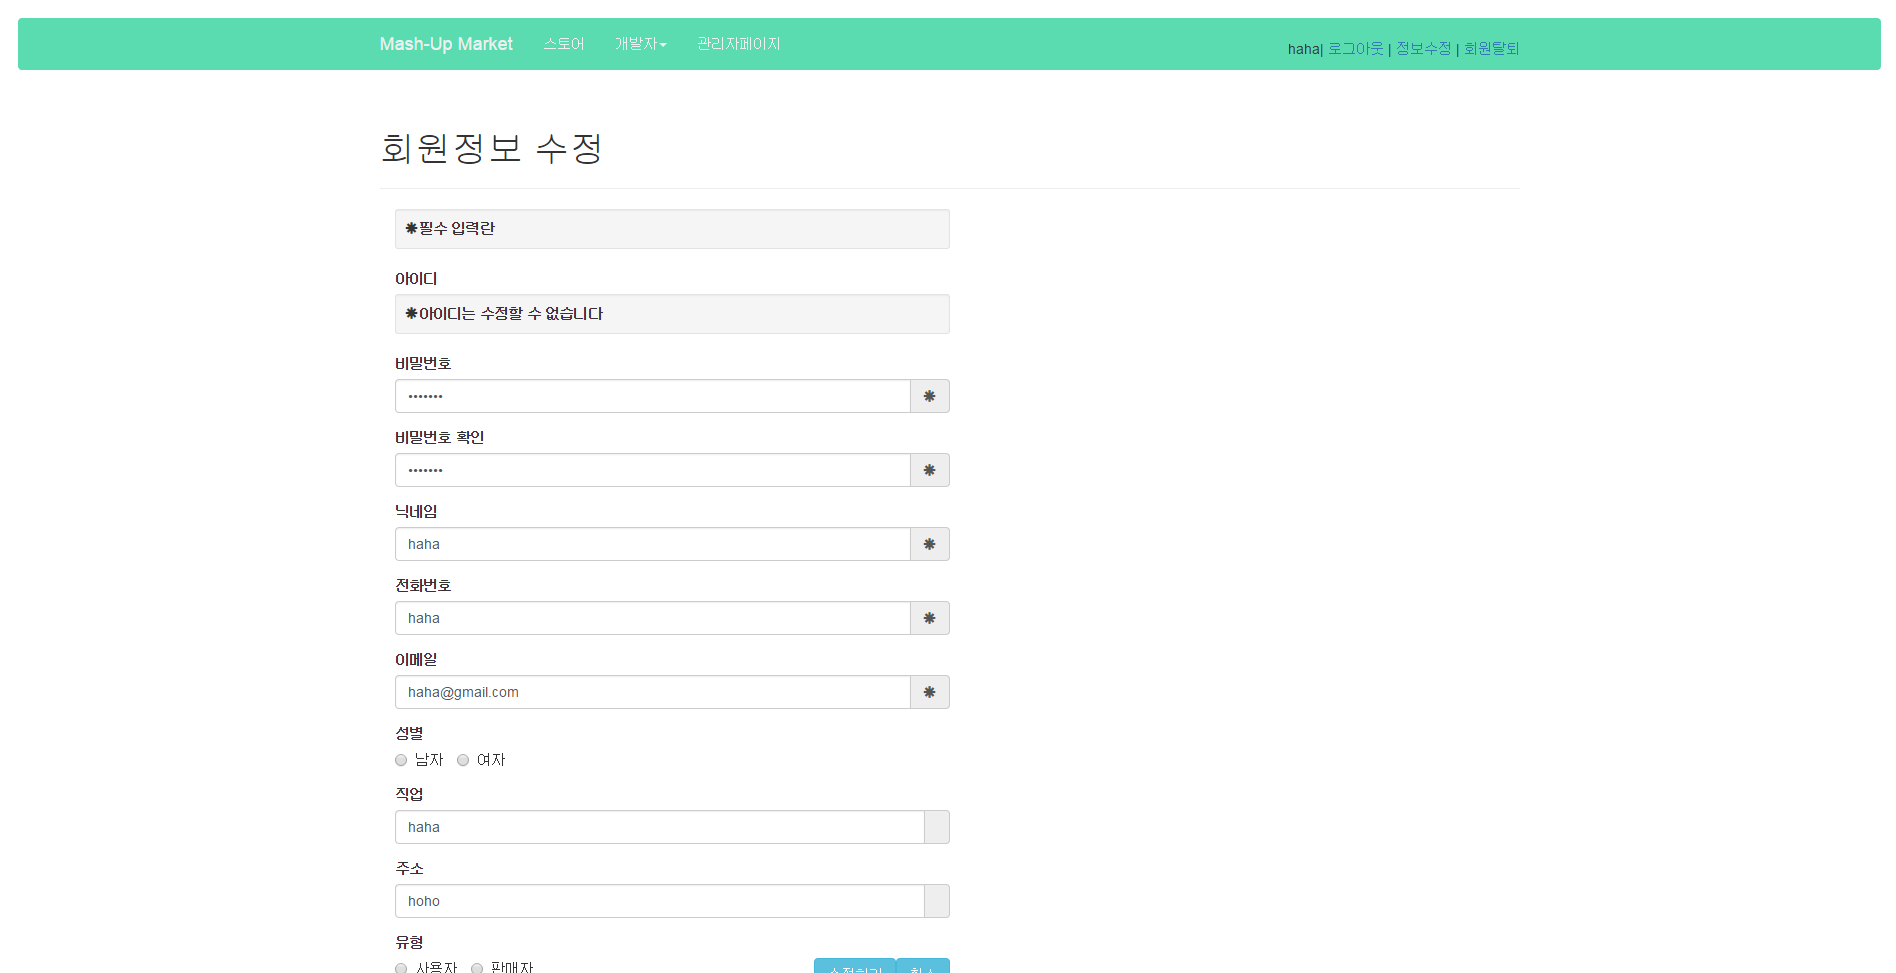 Mash-Up Market 스토어 개발자 관리자페이지 haha| 로그아웃 | 정보수정 | 회원탈퇴
회원정보 수정
✱필수 입력란
아이디
✱아이디는 수정할 수 없습니다
비밀번호
••••••• ✱
비밀번호 확인
••••••• ✱
닉네임
haha ✱
전화번호
haha ✱
이메일
haha@gmail.com ✱
성별
남자 여자
직업
haha
주소
hoho
유형
사용자 판매자